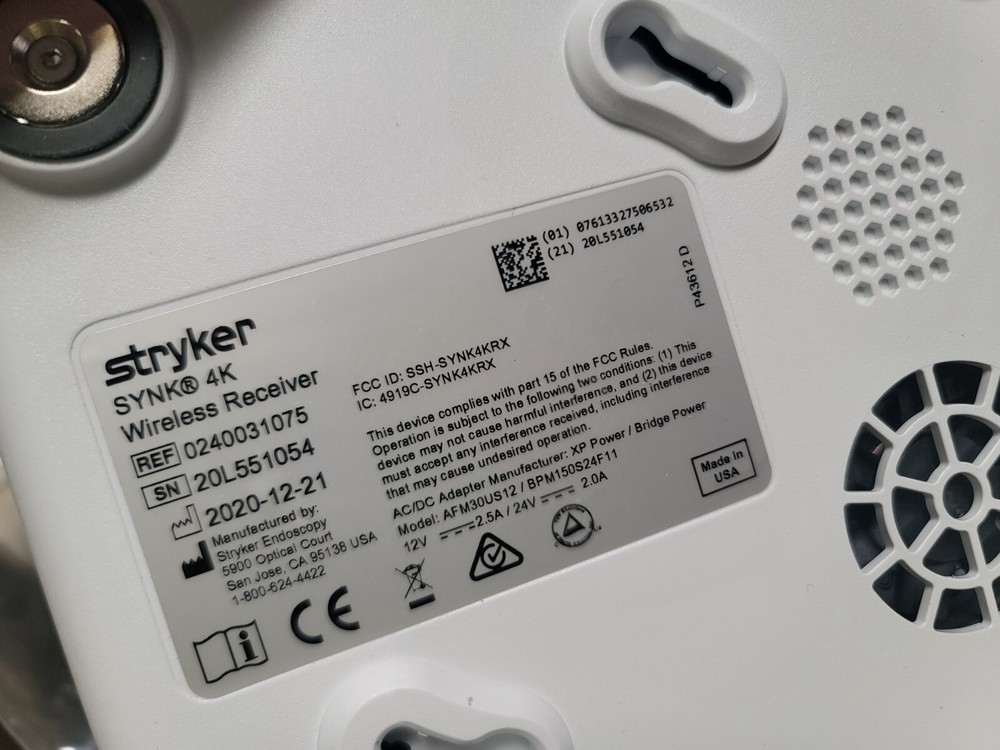 (01) 07613327506532
(21) 20L551054
P43612 D
stryker
SYNK® 4K
Wireless Receiver
REF 0240031075
SN 20L551054
2020-12-21
Manufactured by:
Stryker Endoscopy
5900 Optical Court
San Jose, CA 95138 USA
1-800-624-4422
FCC ID: SSH-SYNK4KRX
IC: 4919C-SYNK4KRX
This device complies with part 15 of the FCC Rules.
Operation is subject to the following two conditions: (1) This
device may not cause harmful interference, and (2) this device
must accept any interference received, including interference
that may cause undesired operation.
AC/DC Adapter Manufacturer: XP Power / Bridge Power
Model: AFM30US12 / BPM150S24F11
12V 2.5A / 24V 2.0A
Made in
USA
i
CE